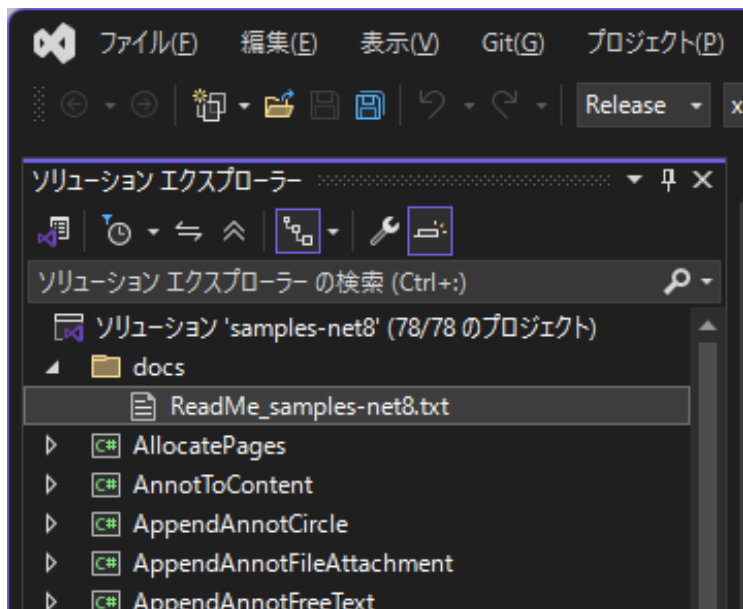 ファイル(F) 編集(E) 表示(V) Git(G) プロジェクト(P)
Release x
ソリューション エクスプローラー
ソリューション エクスプローラー の検索 (Ctrl+:)
ソリューション 'samples-net8' (78/78 のプロジェクト)
docs
ReadMe_samples-net8.txt
C# AllocatePages
C# AnnotToContent
C# AppendAnnotCircle
C# AppendAnnotFileAttachment
C# AppendAnnotFreeText